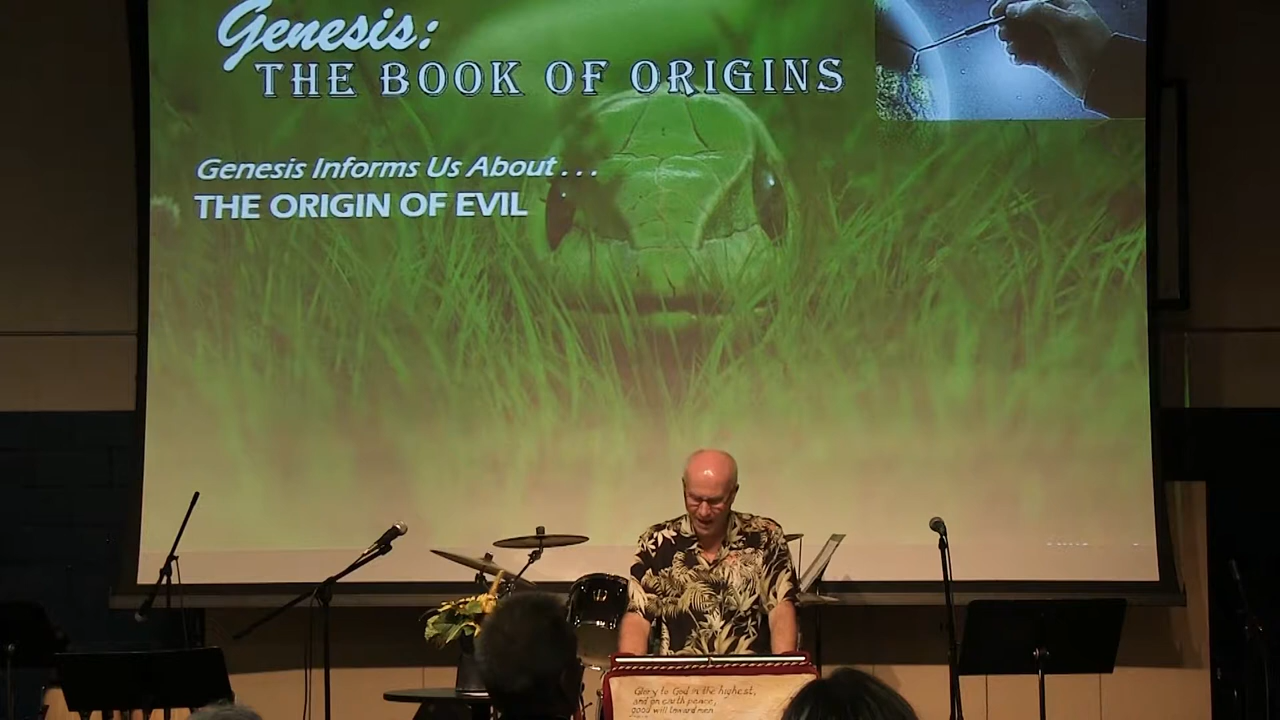 Genesis:
THE BOOK OF ORIGINS
Genesis Informs Us About . . .
THE ORIGIN OF EVIL
Glory to God in the highest,
and on earth peace,
good will toward men